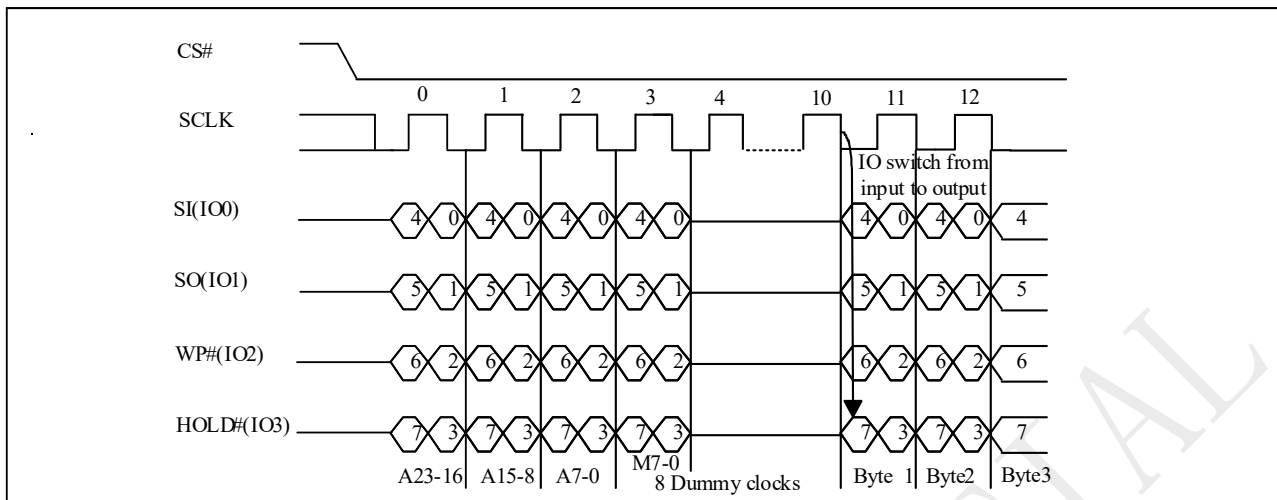 CS#
0 1 2 3 4 10 11 12
SCLK
IO switch from
input to output
SI(IO0) 4 0 4 0 4 0 4 0 4 0 4 0 4
SO(IO1) 5 1 5 1 5 1 5 1 5 1 5 1 5
WP#(IO2) 6 2 6 2 6 2 6 2 6 2 6 2 6
HOLD#(IO3) 7 3 7 3 7 3 7 3 7 3 7 3 7
A23-16 A15-8 A7-0 M7-0 8 Dummy clocks Byte 1 Byte2 Byte3